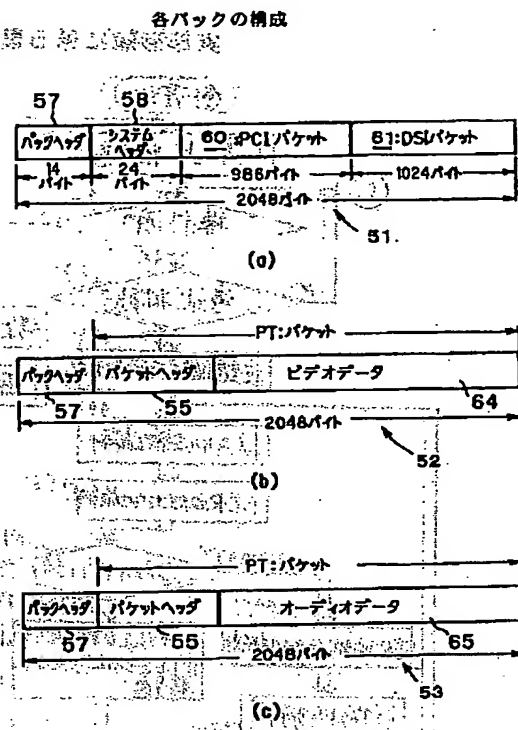 各パックの構成
57 58
パックヘッダ システムヘッダ 60:PCIパケット 61:DSIパケット
14バイト 24バイト 986バイト 1024バイト
2048バイト
51.
(a)
PT:パケット
パックヘッダ パケットヘッダ ビデオデータ
57 55 64
2048バイト
52
(b)
PT:パケット
パックヘッダ パケットヘッダ オーディオデータ
57 55 65
2048バイト
53
(c)